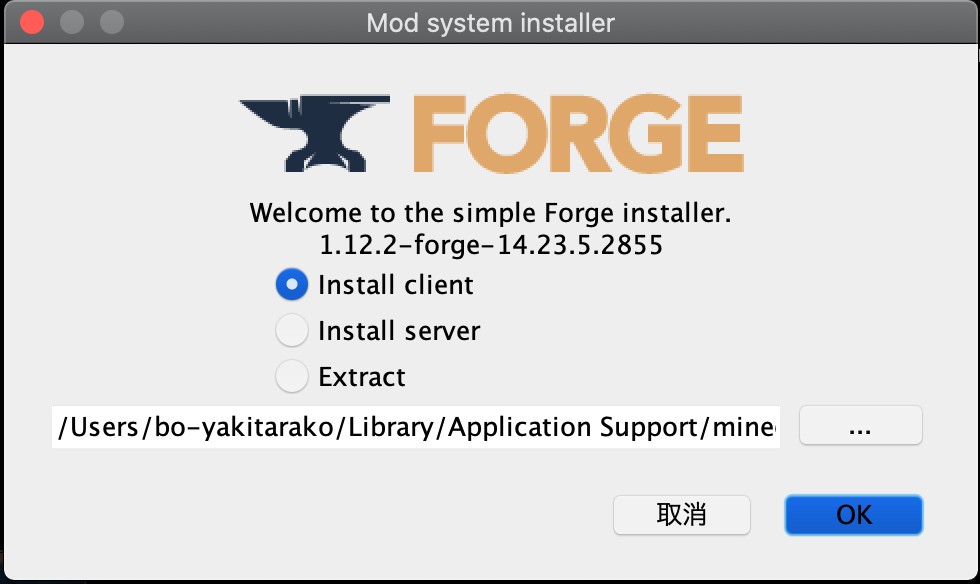 Mod system installer
FORGE
Welcome to the simple Forge installer.
1.12.2-forge-14.23.5.2855
Install client
Install server
Extract
/Users/bo-yakitarako/Library/Application Support/mine
...
取消
OK